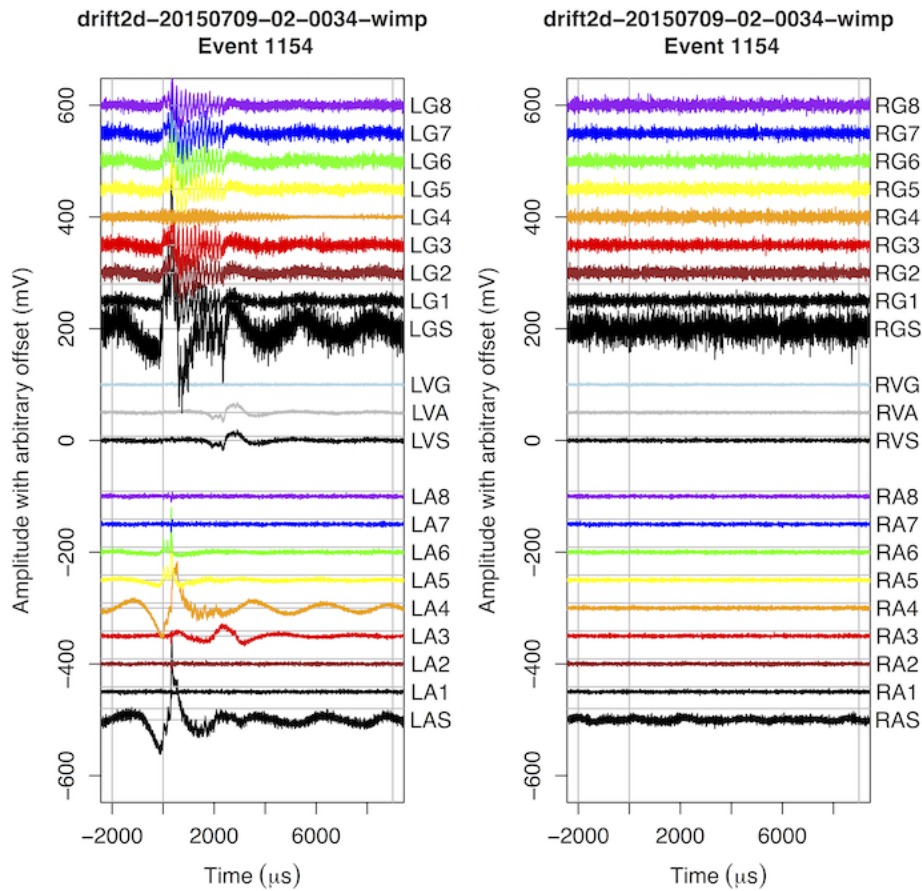 drift2d-20150709-02-0034-wimp
Event 1154
600
400
200
0
-200
-400
-600
Amplitude with arbitrary offset (mV)
LG8
LG7
LG6
LG5
LG4
LG3
LG2
LG1
LGS
LVG
LVA
LVS
LA8
LA7
LA6
LA5
LA4
LA3
LA2
LA1
LAS
-2000
2000
6000
Time (μs)
drift2d-20150709-02-0034-wimp
Event 1154
600
400
200
0
-200
-400
-600
Amplitude with arbitrary offset (mV)
RG8
RG7
RG6
RG5
RG4
RG3
RG2
RG1
RGS
RVG
RVA
RVS
RA8
RA7
RA6
RA5
RA4
RA3
RA2
RA1
RAS
-2000
2000
6000
Time (μs)